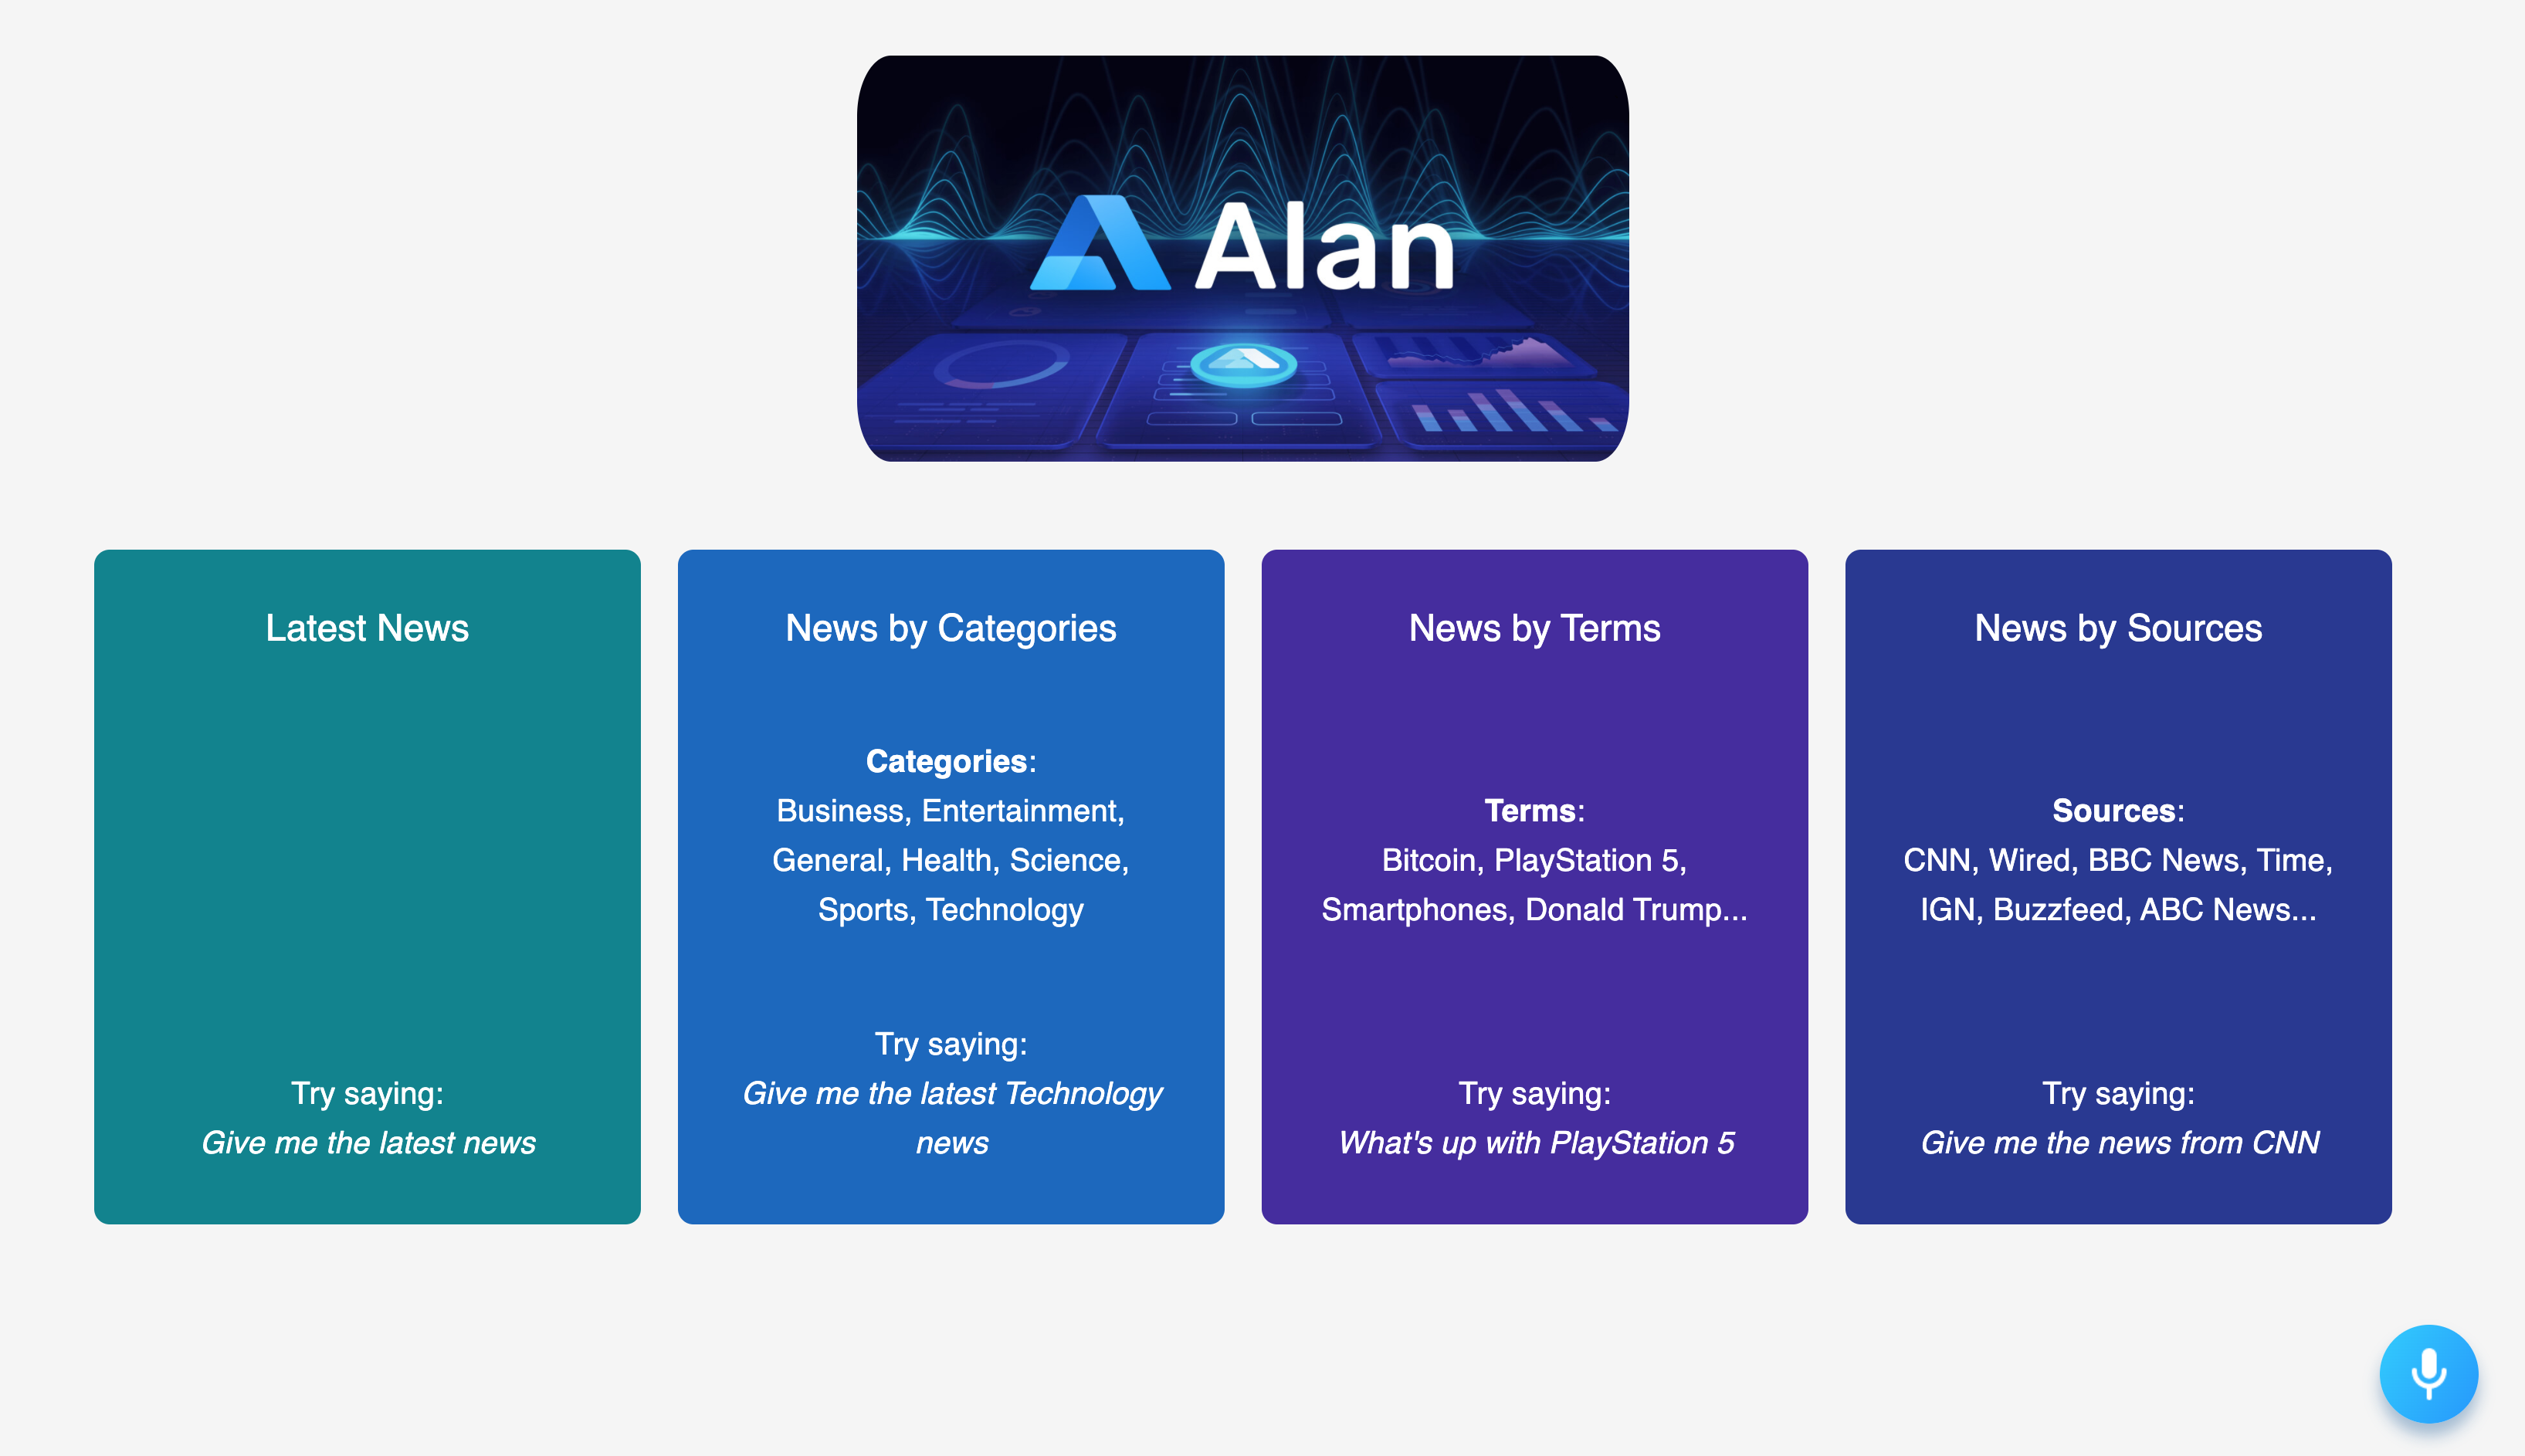 Alan
Latest News
Try saying:
Give me the latest news
News by Categories
Categories:
Business, Entertainment,
General, Health, Science,
Sports, Technology
Try saying:
Give me the latest Technology
news
News by Terms
Terms:
Bitcoin, PlayStation 5,
Smartphones, Donald Trump...
Try saying:
What's up with PlayStation 5
News by Sources
Sources:
CNN, Wired, BBC News, Time,
IGN, Buzzfeed, ABC News...
Try saying:
Give me the news from CNN